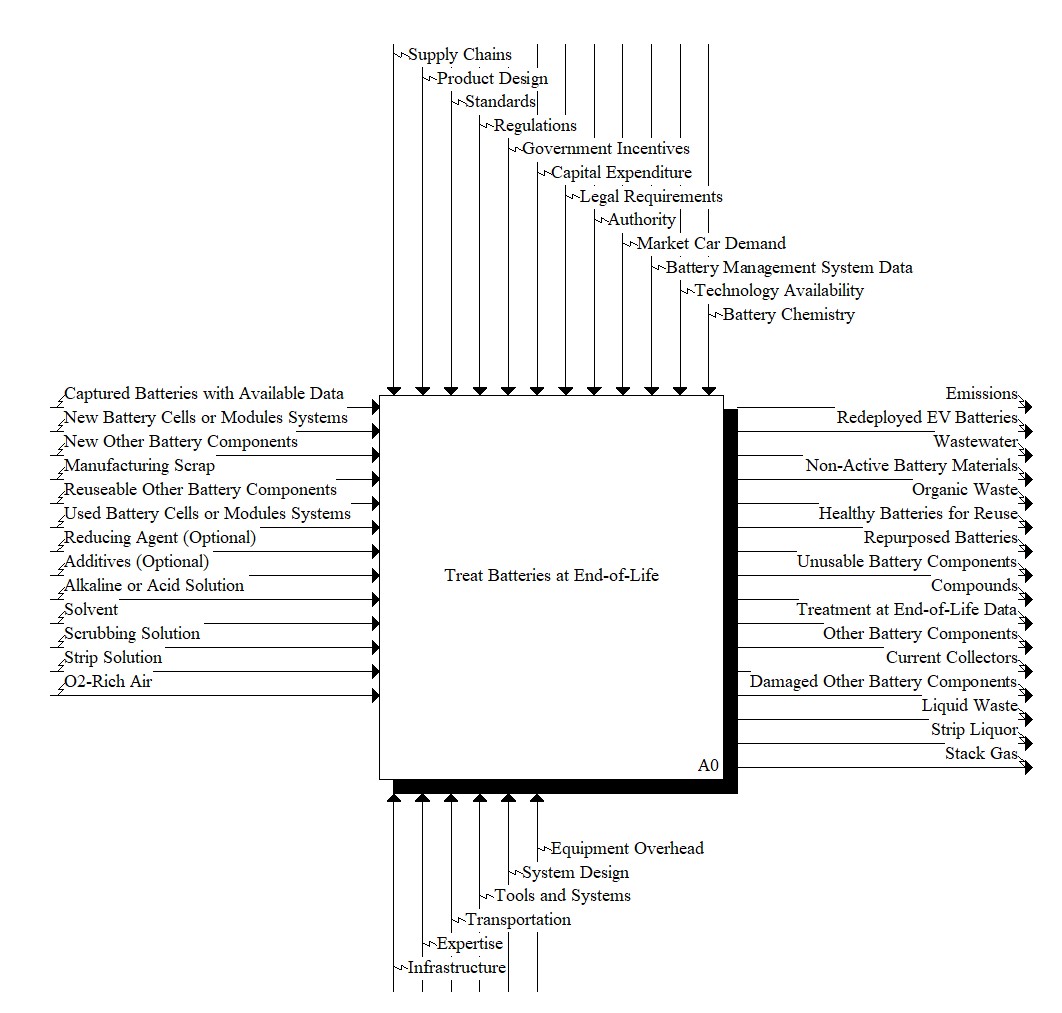 Supply Chains
Product Design
Standards
Regulations
Government Incentives
Capital Expenditure
Legal Requirements
Authority
Market Car Demand
Battery Management System Data
Technology Availability
Battery Chemistry
Captured Batteries with Available Data
New Battery Cells or Modules Systems
New Other Battery Components
Manufacturing Scrap
Reuseable Other Battery Components
Used Battery Cells or Modules Systems
Reducing Agent (Optional)
Additives (Optional)
Alkaline or Acid Solution
Solvent
Scrubbing Solution
Strip Solution
O2-Rich Air
Treat Batteries at End-of-Life
A0
Emissions
Redeployed EV Batteries
Wastewater
Non-Active Battery Materials
Organic Waste
Healthy Batteries for Reuse
Repurposed Batteries
Unusable Battery Components
Compounds
Treatment at End-of-Life Data
Other Battery Components
Current Collectors
Damaged Other Battery Components
Liquid Waste
Strip Liquor
Stack Gas
Equipment Overhead
System Design
Tools and Systems
Transportation
Expertise
Infrastructure